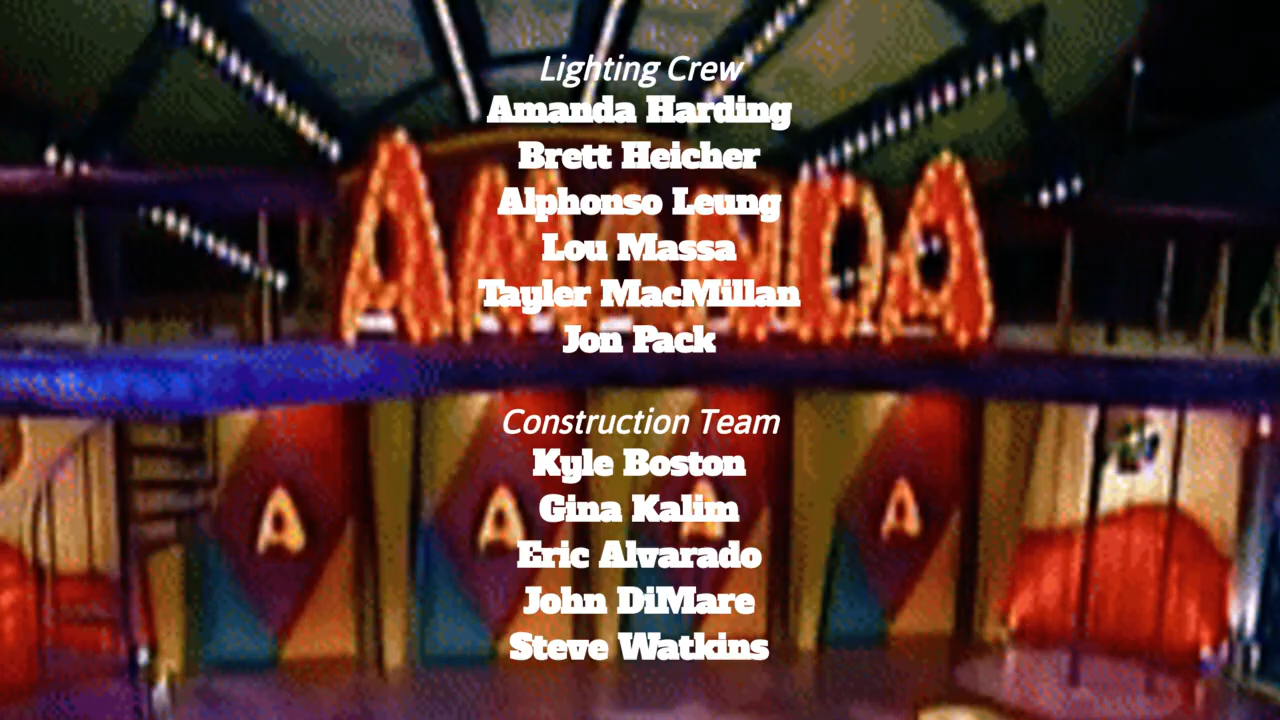 Lighting Crew
Amanda Harding
Brett Heicher
Alphonso Leung
Lou Massa
Tayler MacMillan
Jon Pack
AMANDA
Construction Team
Kyle Boston
Gina Kalim
Eric Alvarado
John DiMare
Steve Watkins
A A A A